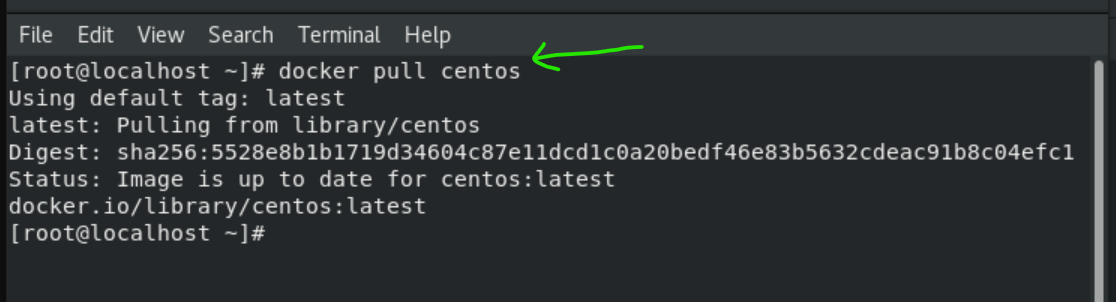 File Edit View Search Terminal Help
[root@localhost ~]# docker pull centos
Using default tag: latest
latest: Pulling from library/centos
Digest: sha256:5528e8b1b1719d34604c87e11dcd1c0a20bedf46e83b5632cdeac91b8c04efc1
Status: Image is up to date for centos:latest
docker.io/library/centos:latest
[root@localhost ~]#